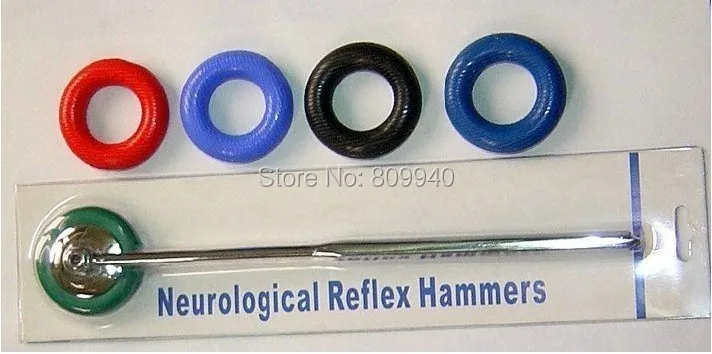 Store No: 809940
Neurological Reflex Hammers